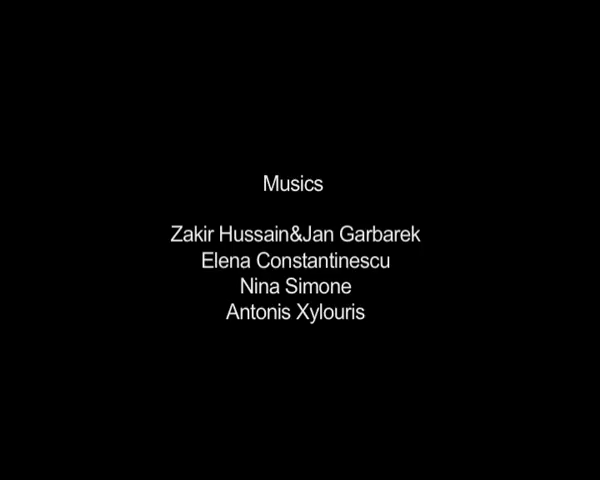 Musics
Zakir Hussain&Jan Garbarek
Elena Constantinescu
Nina Simone
Antonis Xylouris